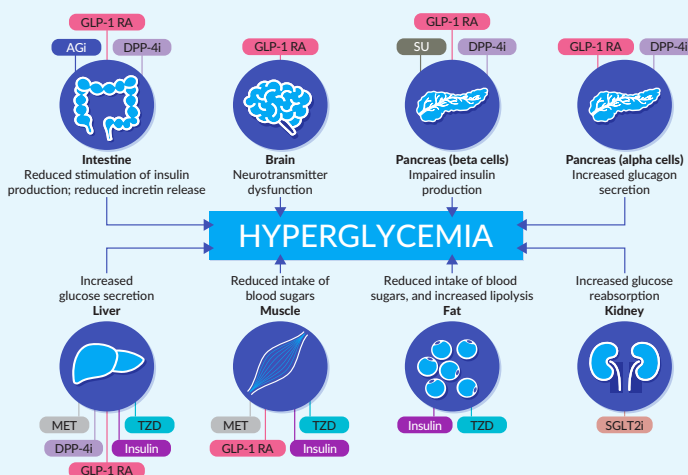 GLP-1 RA
AGi
DPP-4i
Intestine
Reduced stimulation of insulin
production; reduced incretin release
GLP-1 RA
Brain
Neurotransmitter
dysfunction
GLP-1 RA
SU
DPP-4i
Pancreas (beta cells)
Impaired insulin
production
GLP-1 RA
DPP-4i
Pancreas (alpha cells)
Increased glucagon
secretion
HYPERGLYCEMIA
Increased
glucose secretion
Liver
MET
TZD
DPP-4i
Insulin
GLP-1 RA
Reduced intake of
blood sugars
Muscle
MET
TZD
GLP-1 RA
Insulin
Reduced intake of blood
sugars, and increased lipolysis
Fat
Insulin
TZD
Increased glucose
reabsorption
Kidney
SGLT2i